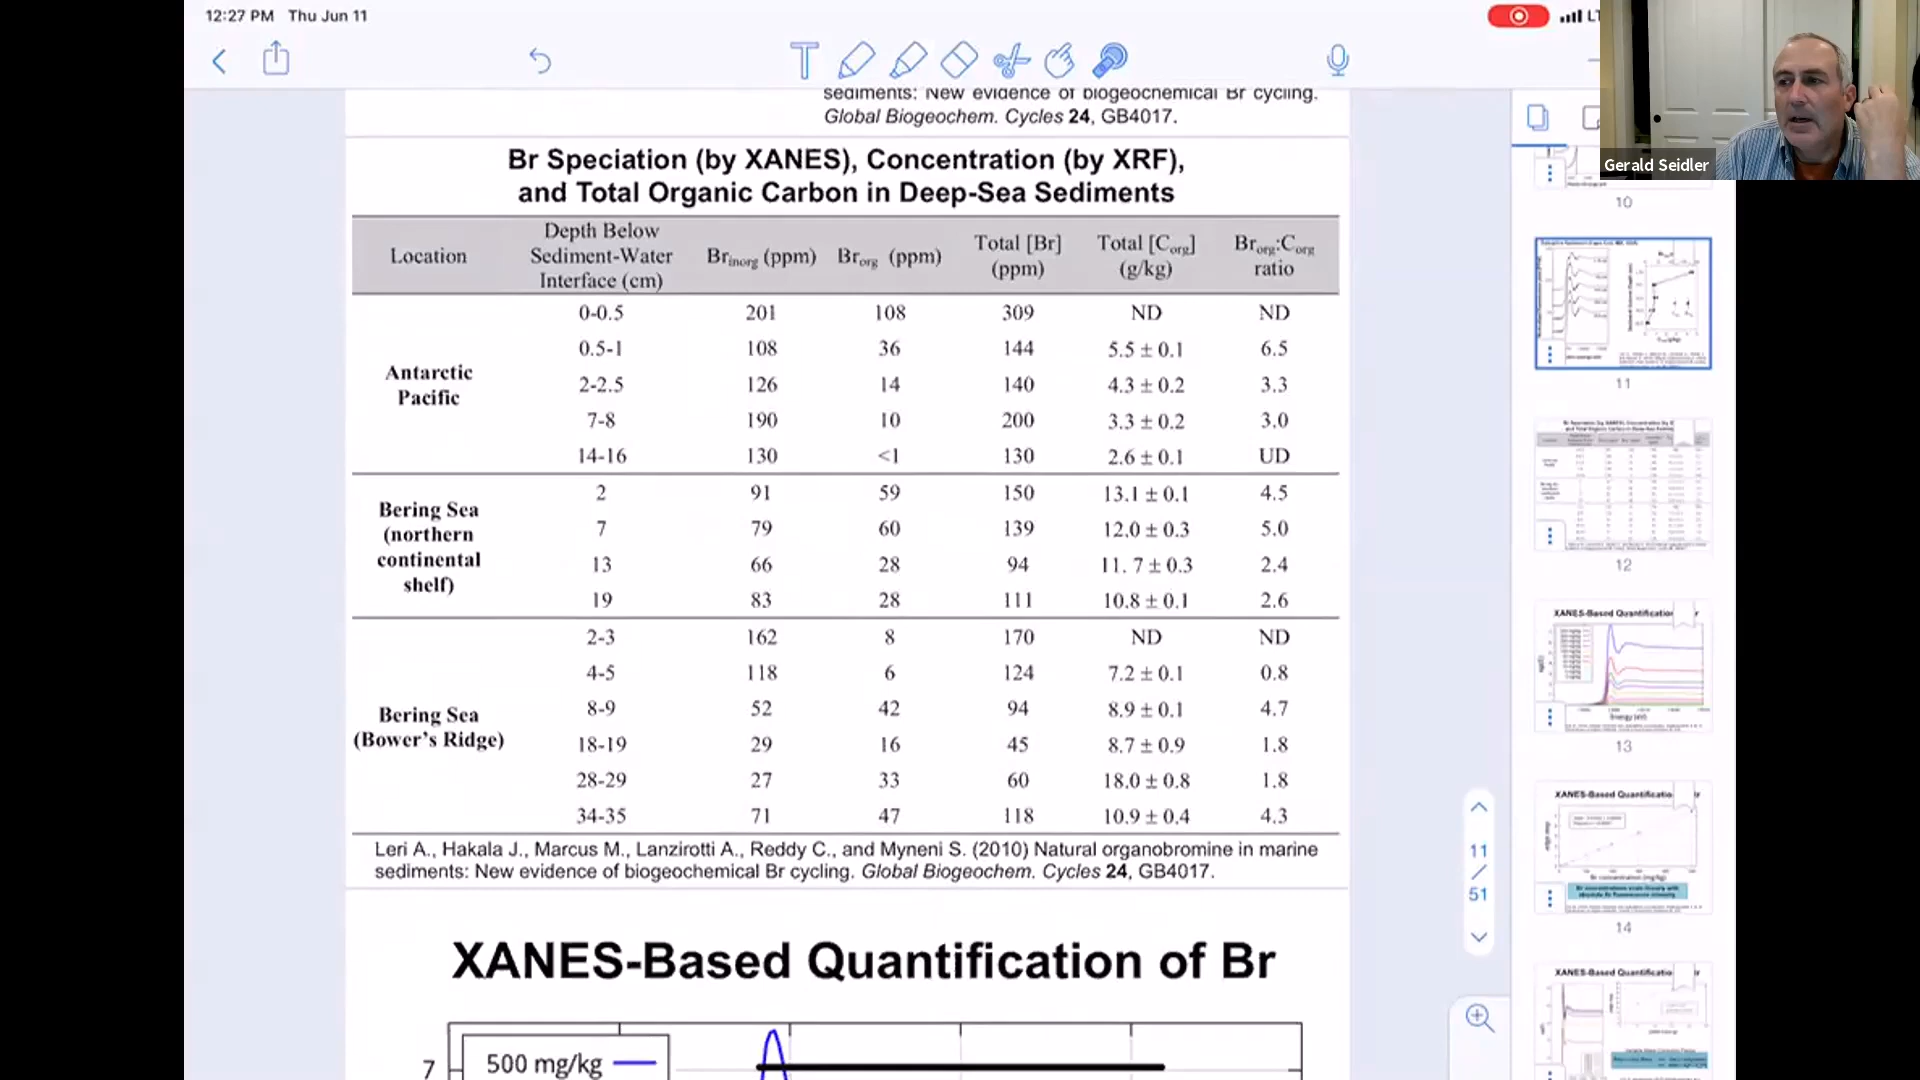 12:27 PM Thu Jun 11
Gerald Seidler
sediments: New evidence of biogeochemical Br cycling.
Global Biogeochem. Cycles 24, GB4017.
Br Speciation (by XANES), Concentration (by XRF),
and Total Organic Carbon in Deep-Sea Sediments
Location Depth Below Sediment-Water Interface (cm) Brinorg (ppm) Brorg (ppm) Total [Br] (ppm) Total [Corg] (g/kg) Brorg:Corg ratio
Antarctic Pacific
0-0.5 201 108 309 ND ND
0.5-1 108 36 144 5.5 ± 0.1 6.5
2-2.5 126 14 140 4.3 ± 0.2 3.3
7-8 190 10 200 3.3 ± 0.2 3.0
14-16 130 <1 130 2.6 ± 0.1 UD
Bering Sea (northern continental shelf)
2 91 59 150 13.1 ± 0.1 4.5
7 79 60 139 12.0 ± 0.3 5.0
13 66 28 94 11. 7 ± 0.3 2.4
19 83 28 111 10.8 ± 0.1 2.6
Bering Sea (Bower's Ridge)
2-3 162 8 170 ND ND
4-5 118 6 124 7.2 ± 0.1 0.8
8-9 52 42 94 8.9 ± 0.1 4.7
18-19 29 16 45 8.7 ± 0.9 1.8
28-29 27 33 60 18.0 ± 0.8 1.8
34-35 71 47 118 10.9 ± 0.4 4.3
Leri A., Hakala J., Marcus M., Lanzirotti A., Reddy C., and Myneni S. (2010) Natural organobromine in marine
sediments: New evidence of biogeochemical Br cycling. Global Biogeochem. Cycles 24, GB4017.
XANES-Based Quantification of Br
7
500 mg/kg
11
/
51
10
11
12
XANES-Based Quantificatio
13
XANES-Based Quantificatio
14
XANES-Based Quantificatio